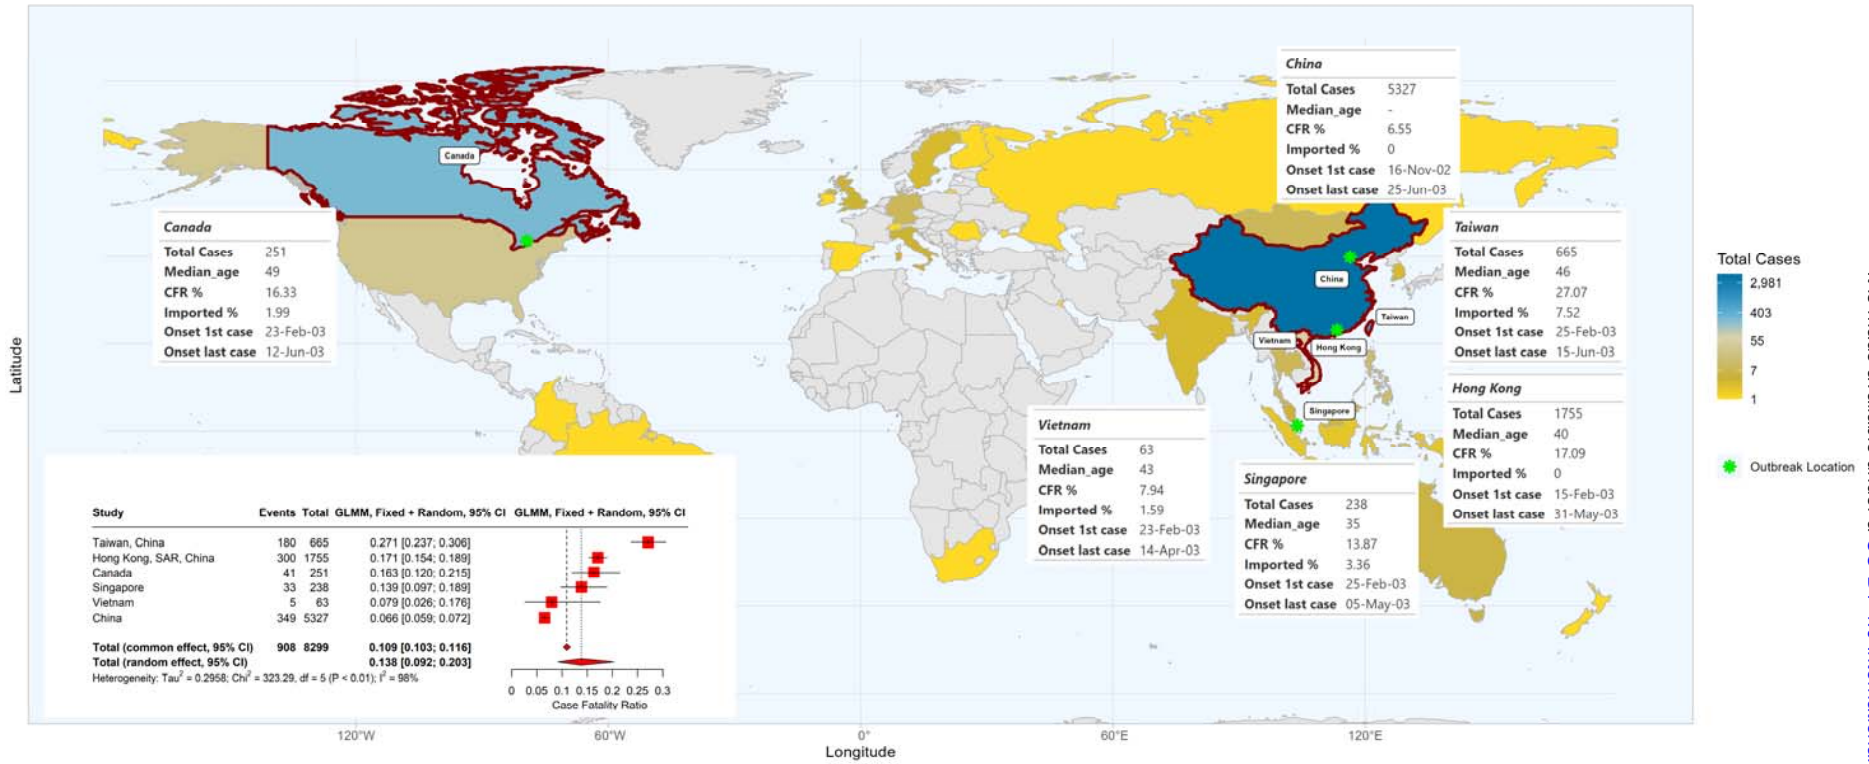 China
Total Cases 5327
Median_age -
CFR % 6.55
Imported % 0
Onset 1st case 16-Nov-02
Onset last case 25-Jun-03
Canada
Canada
Total Cases 251
Median_age 49
CFR % 16.33
Imported % 1.99
Onset 1st case 23-Feb-03
Onset last case 12-Jun-03
Taiwan
Total Cases 665
Median_age 46
CFR % 27.07
Imported % 7.52
Onset 1st case 25-Feb-03
Onset last case 15-Jun-03
China
Taiwan
Vietnam
Hong Kong
Singapore
Hong Kong
Total Cases 1755
Median_age 40
CFR % 17.09
Imported % 0
Onset 1st case 15-Feb-03
Onset last case 31-May-03
Vietnam
Total Cases 63
Median_age 43
CFR % 7.94
Imported % 1.59
Onset 1st case 23-Feb-03
Onset last case 14-Apr-03
Singapore
Total Cases 238
Median_age 35
CFR % 13.87
Imported % 3.36
Onset 1st case 25-Feb-03
Onset last case 05-May-03
Total Cases
2,981
403
55
7
1
Outbreak Location
Latitude
Study Events Total GLMM, Fixed + Random, 95% CI GLMM, Fixed + Random, 95% CI
Taiwan, China 180 665 0.271 [0.237; 0.306]
Hong Kong, SAR, China 300 1755 0.171 [0.154; 0.189]
Canada 41 251 0.163 [0.120; 0.215]
Singapore 33 238 0.139 [0.097; 0.189]
Vietnam 5 63 0.079 [0.026; 0.176]
China 349 5327 0.066 [0.059; 0.072]
Total (common effect, 95% CI) 908 8299 0.109 [0.103; 0.116]
Total (random effect, 95% CI) 0.138 [0.092; 0.203]
Heterogeneity: Tau² = 0.2958; Chi² = 323.29, df = 5 (P < 0.01); I² = 98%
0 0.05 0.1 0.15 0.2 0.25 0.3
Case Fatality Ratio
120°W 60°W 0° 60°E 120°E
Longitude